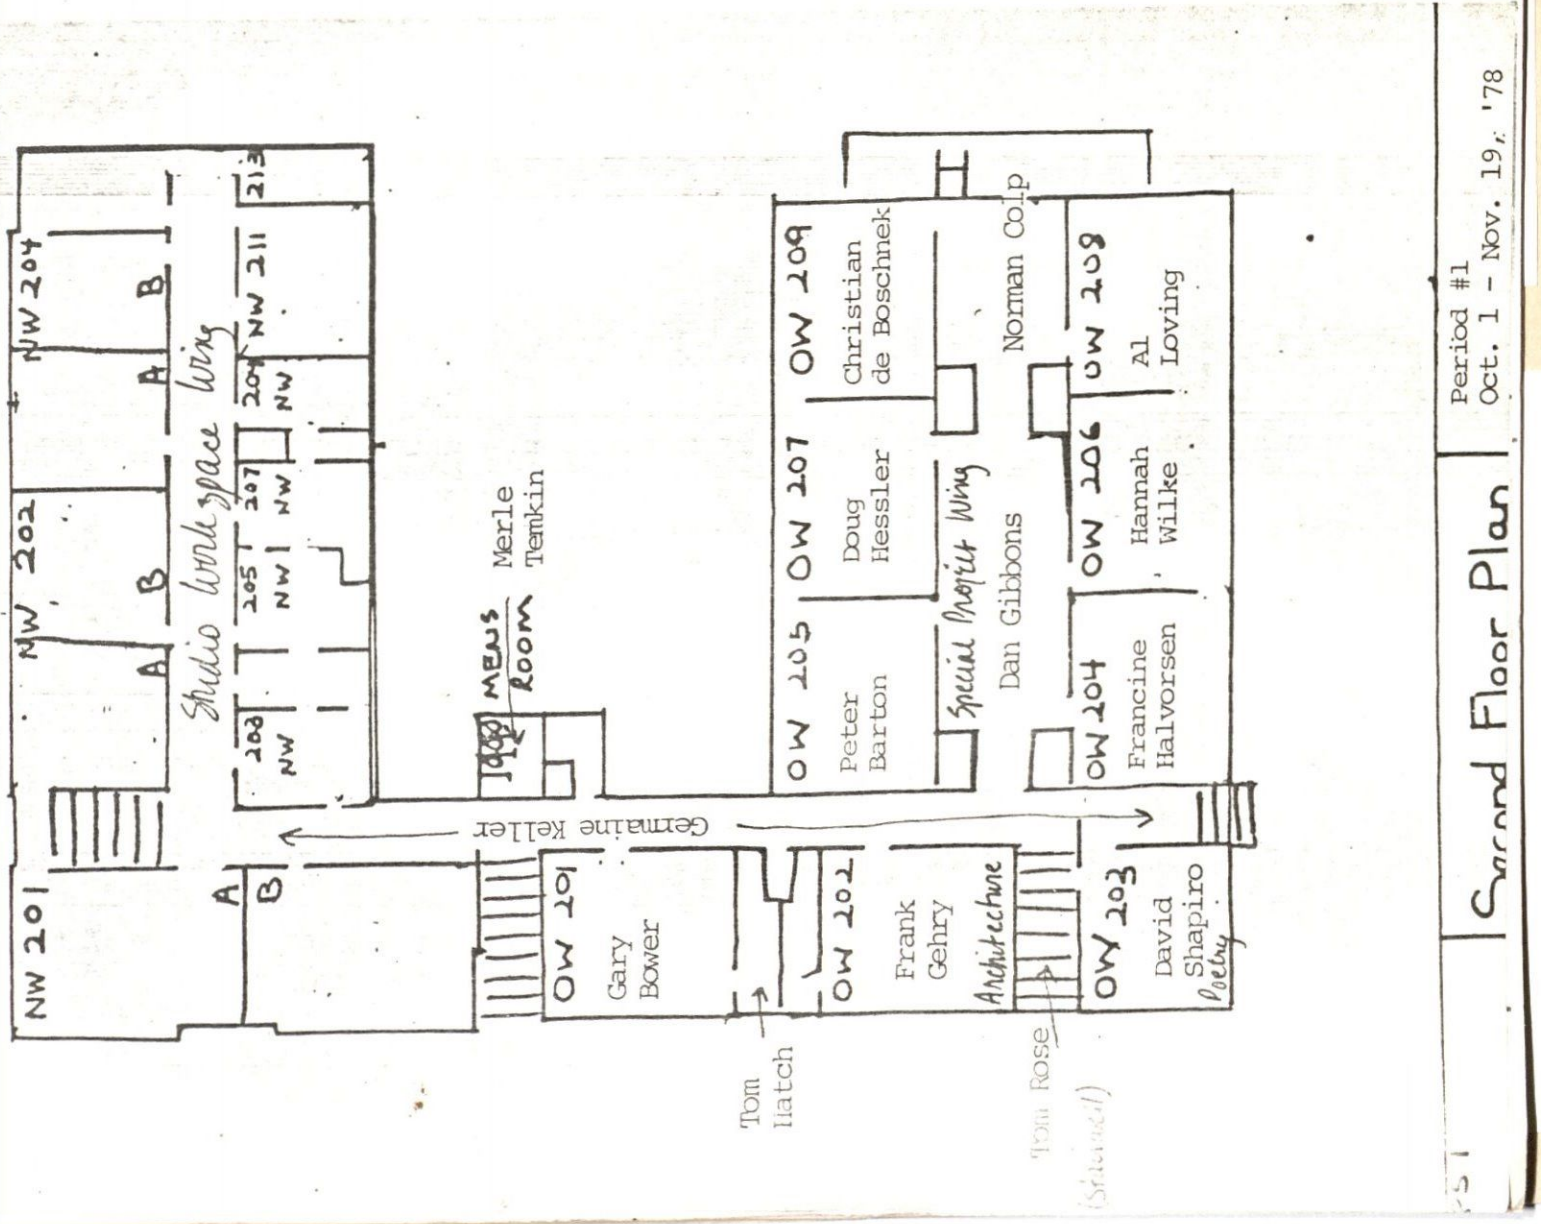 NW 201
A
B
NW 202
A
B
NW 204
A
B
Studio Workspace Wing
203
NW
205
NW
207
NW
209
NW
NW 211
213
MENS
ROOM
Merle
Temkin
Germaine Keller
OW 201
Gary
Bower
Tom
Hatch
OW 202
Frank
Gehry
Architecture
Tom Rose
(Stairwell)
OW 203
David
Shapiro
Poetry
OW 205
Peter
Barton
OW 207
Doug
Hessler
OW 209
Christian
de Boschnek
Special Project Wing
Dan Gibbons
Norman Colp
OW 204
Francine
Halvorsen
OW 206
Hannah
Wilke
OW 208
Al
Loving
PS 1
Second Floor Plan
Period #1
Oct. 1 - Nov. 19, '78